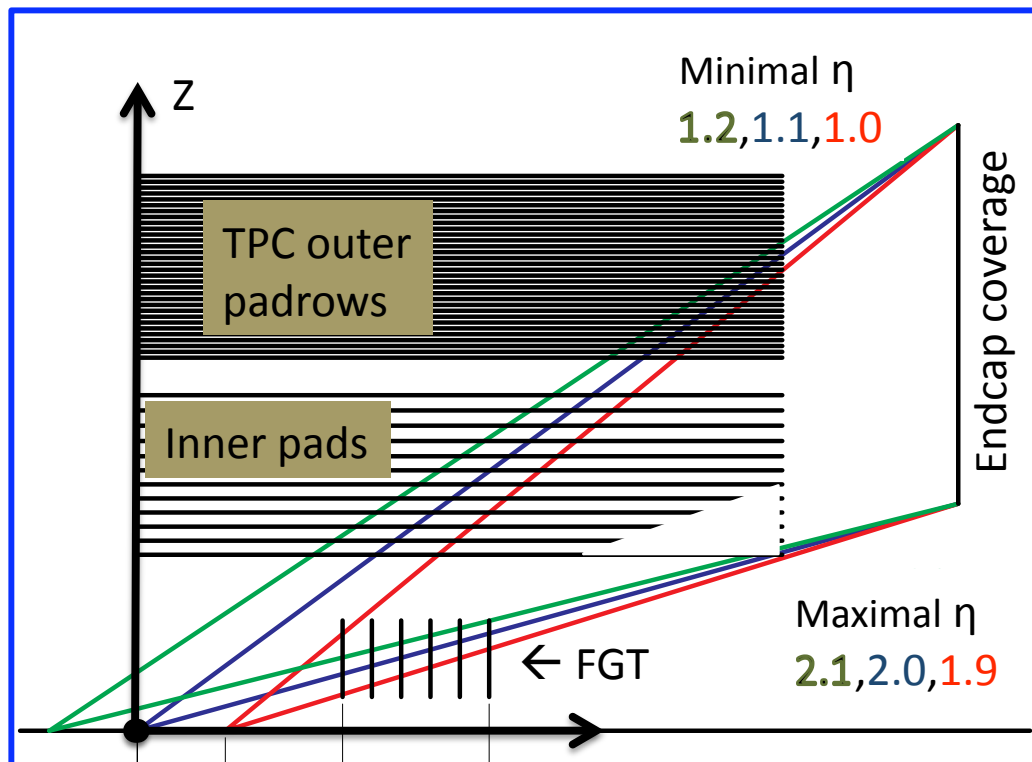 Minimal η
Z
1.2,1.1,1.0
TPC outer
padrows
Endcap coverage
Inner pads
Maximal η
← FGT
2.1,2.0,1.9